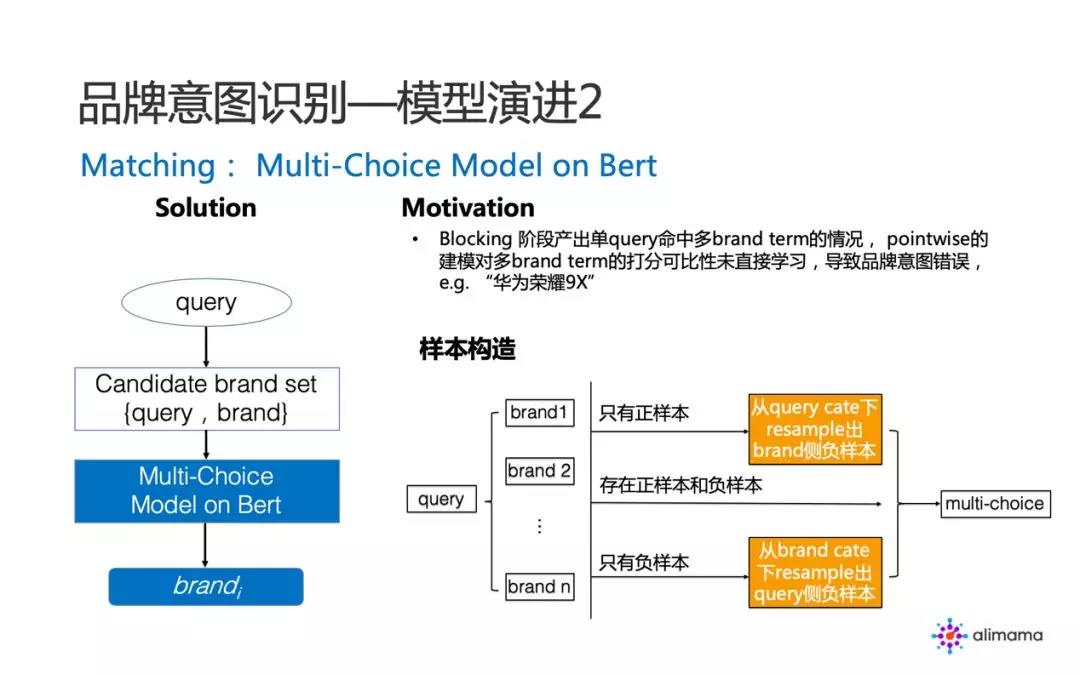 品牌意图识别—模型演进2
Matching： Multi-Choice Model on Bert
Solution
query
Candidate brand set
{query , brand}
Multi-Choice
Model on Bert
brandi
Motivation
• Blocking 阶段产出单query命中多brand term的情况， pointwise的
建模对多brand term的打分可比性未直接学习，导致品牌意图错误，
e.g. “华为荣耀9X”
样本构造
query
brand1
brand 2
⋮
brand n
只有正样本
存在正样本和负样本
只有负样本
从query cate下
resample出
brand侧负样本
从brand cate
下resample出
query侧负样本
multi-choice
alimama